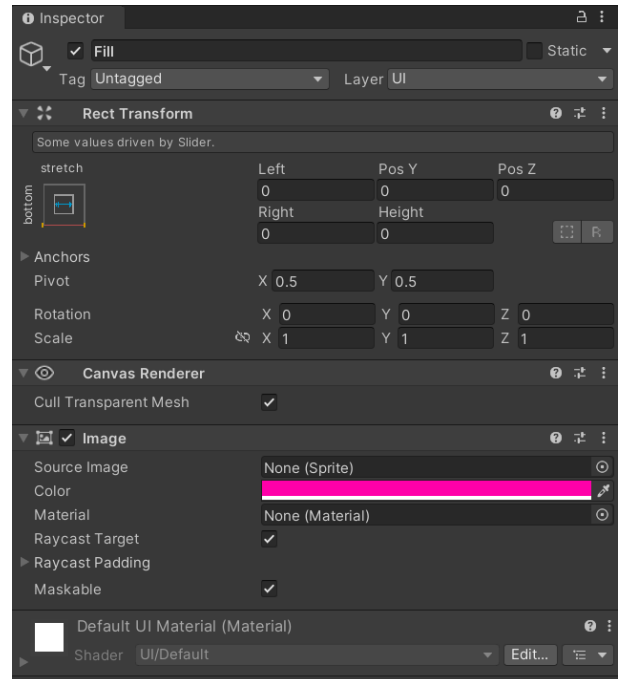 Inspector
Fill Static
Tag Untagged Layer UI
Rect Transform
Some values driven by Slider.
stretch Left Pos Y Pos Z
bottom
0 0 0
Right Height
0 0 R
Anchors
Pivot X 0.5 Y 0.5
Rotation X 0 Y 0 Z 0
Scale X 1 Y 1 Z 1
Canvas Renderer
Cull Transparent Mesh
Image
Source Image None (Sprite)
Color
Material None (Material)
Raycast Target
Raycast Padding
Maskable
Default UI Material (Material)
Shader UI/Default Edit...